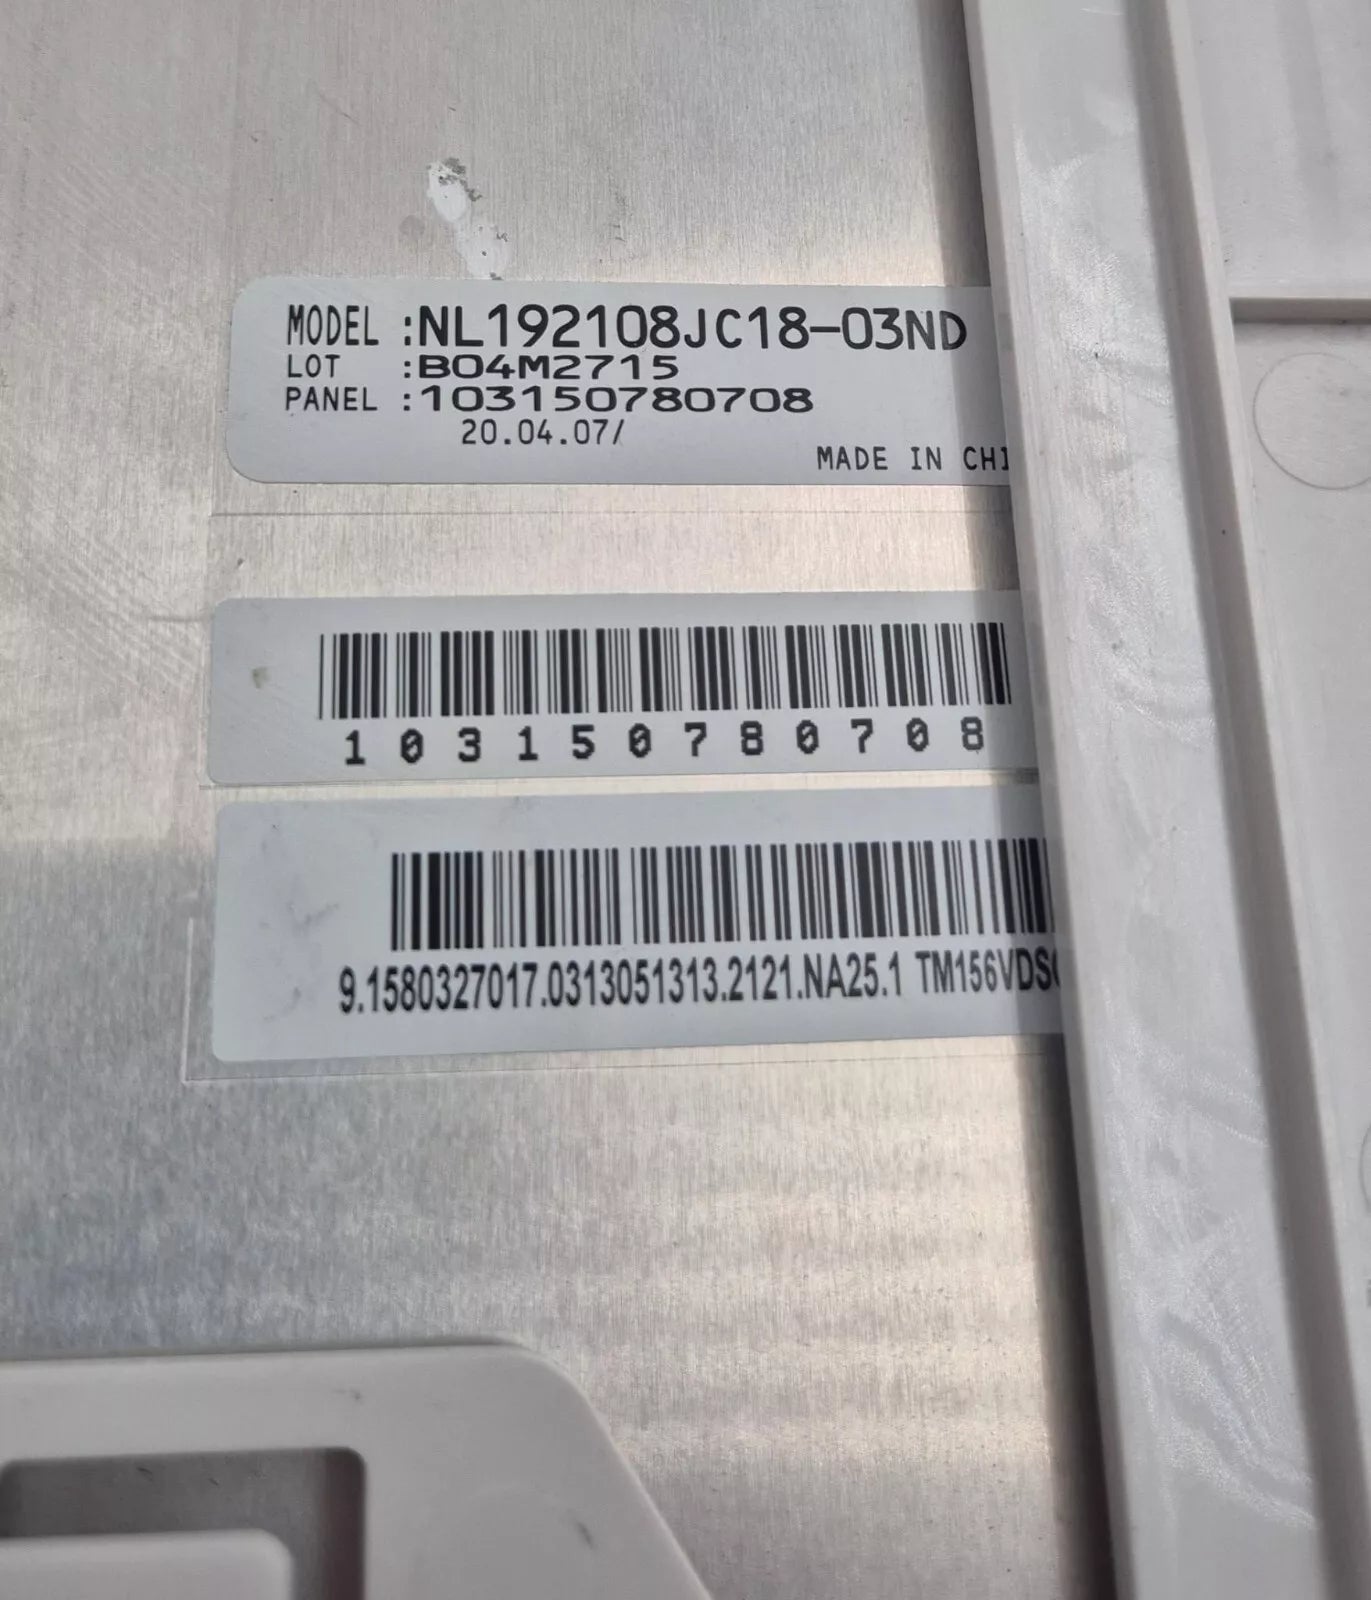 MODEL :NL192108JC18-03ND
LOT :B04M2715
PANEL :103150780708
20.04.07/
MADE IN CHI
103150780708
9.1580327017.0313051313.2121.NA25.1 TM156VDS